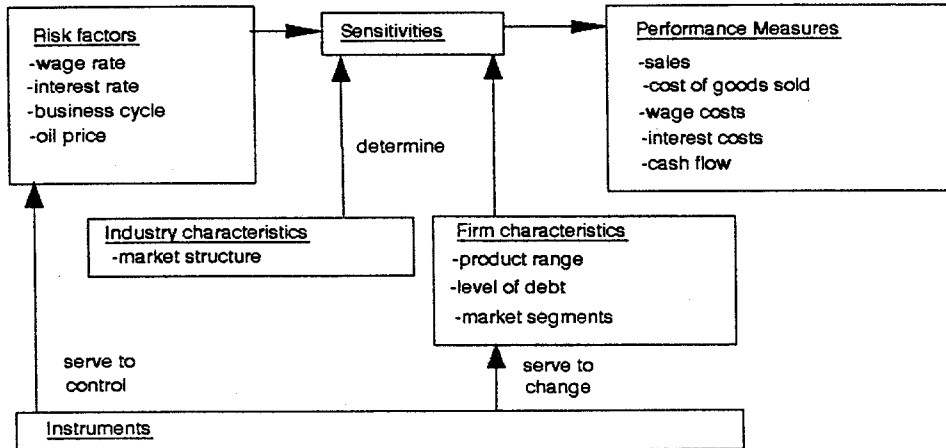 Risk factors
-wage rate
-interest rate
-business cycle
-oil price
Sensitivities
Performance Measures
-sales
-cost of goods sold
-wage costs
-interest costs
-cash flow
determine
Industry characteristics
-market structure
Firm characteristics
-product range
-level of debt
-market segments
serve to
control
serve to
change
Instruments